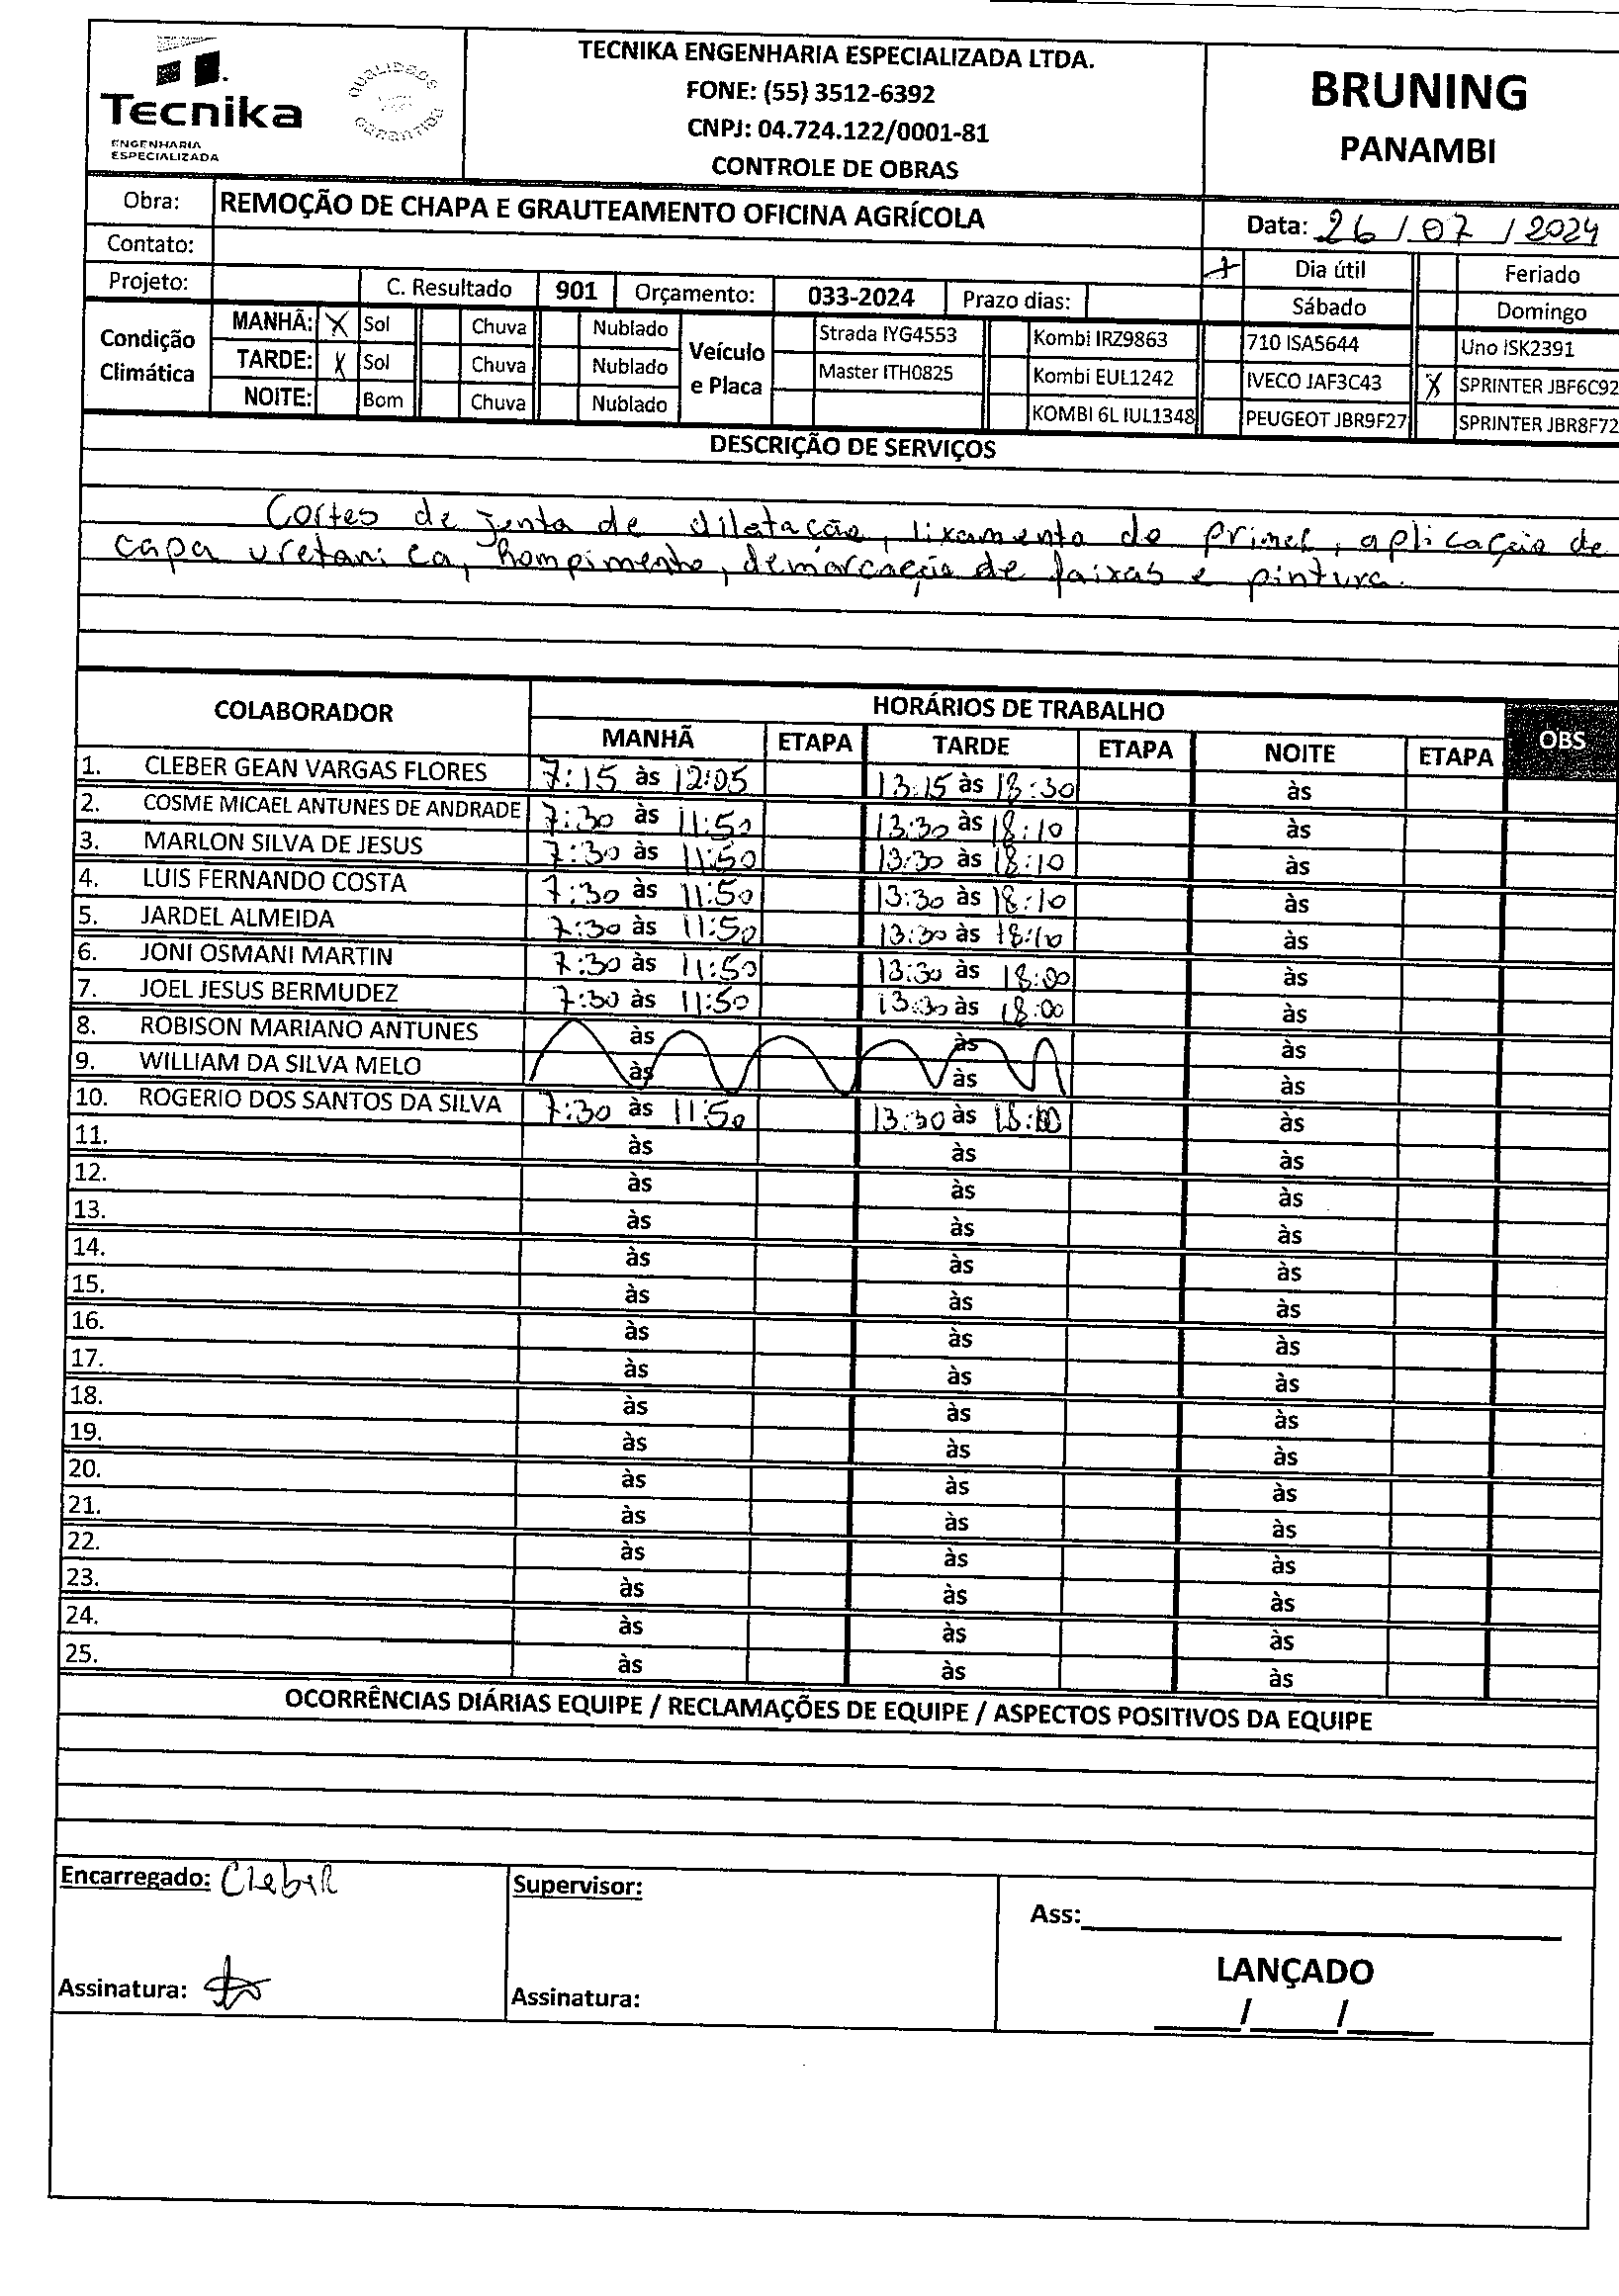 Tecnika
ENGENHARIA
ESPECIALIZADA
QUALIDADE
GARANTIDA
TECNIKA ENGENHARIA ESPECIALIZADA LTDA.
FONE: (55) 3512-6392
CNPJ: 04.724.122/0001-81
CONTROLE DE OBRAS
BRUNING
PANAMBI
Obra: REMOÇÃO DE CHAPA E GRAUTEAMENTO OFICINA AGRÍCOLA
Data: 26/07/2024
Contato:
+ Dia útil Feriado
Projeto: C. Resultado 901 Orçamento: 033-2024 Prazo dias: Sábado Domingo
Condição Climática
MANHÃ: X Sol Chuva Nublado
TARDE: X Sol Chuva Nublado
NOITE: Bom Chuva Nublado
Veículo e Placa
Strada IYG4553 Kombi IRZ9863 710 ISA5644 Uno ISK2391
Master ITH0825 Kombi EUL1242 IVECO JAF3C43 X SPRINTER JBF6C92
KOMBI 6L IUL1348 PEUGEOT JBR9F27 SPRINTER JBR8F72
DESCRIÇÃO DE SERVIÇOS
Cortes de junta de dilatação, lixamento do primer, aplicação de
capa uretanica, hompimento, demarcação de faixas e pintura.
COLABORADOR HORÁRIOS DE TRABALHO OBS
MANHÃ ETAPA TARDE ETAPA NOITE ETAPA
1. CLEBER GEAN VARGAS FLORES 7:15 às 12:05 13:15 às 18:30 às
2. COSME MICAEL ANTUNES DE ANDRADE 7:30 às 11:50 13:30 às 18:10 às
3. MARLON SILVA DE JESUS 7:30 às 11:50 13:30 às 18:10 às
4. LUIS FERNANDO COSTA 7:30 às 11:50 13:30 às 18:10 às
5. JARDEL ALMEIDA 7:30 às 11:50 13:30 às 18:10 às
6. JONI OSMANI MARTIN 7:30 às 11:50 13:30 às 18:00 às
7. JOEL JESUS BERMUDEZ 7:30 às 11:50 13:30 às 18:00 às
8. ROBISON MARIANO ANTUNES às às às
9. WILLIAM DA SILVA MELO às às às
10. ROGERIO DOS SANTOS DA SILVA 7:30 às 11:50 13:30 às às
11. às às às
12. às às às
13. às às às
14. às às às
15. às às às
16. às às às
17. às às às
18. às às às
19. às às às
20. às às às
21. às às às
22. às às às
23. às às às
24. às às às
25. às às às
OCORRÊNCIAS DIÁRIAS EQUIPE / RECLAMAÇÕES DE EQUIPE / ASPECTOS POSITIVOS DA EQUIPE
Encarregado: Cleber
Supervisor:
Ass:
LANÇADO
Assinatura:
Assinatura:
/ /